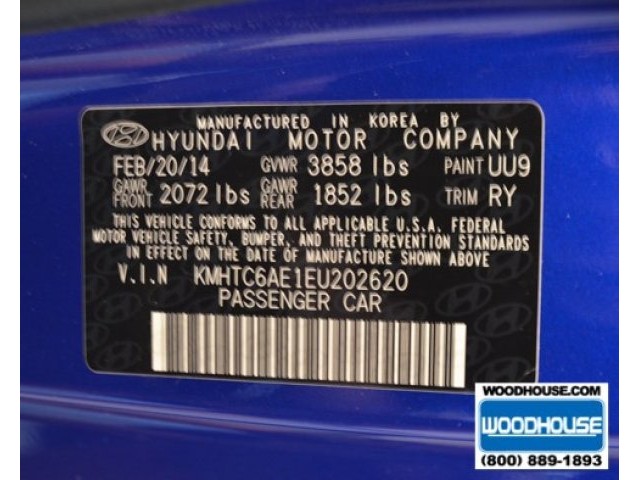 MANUFACTURED IN KOREA BY
HYUNDAI MOTOR COMPANY
FEB/20/14 GVWR 3858 lbs PAINT UU9
GAWR FRONT 2072 lbs GAWR REAR 1852 lbs TRIM RY
THIS VEHICLE CONFORMS TO ALL APPLICABLE U.S.A. FEDERAL
MOTOR VEHICLE SAFETY, BUMPER, AND THEFT PREVENTION STANDARDS
IN EFFECT ON THE DATE OF MANUFACTURE SHOWN ABOVE.
V.I.N KMHTC6AE1EU202620
PASSENGER CAR
WOODHOUSE.COM
WOODHOUSE
(800) 889-1893